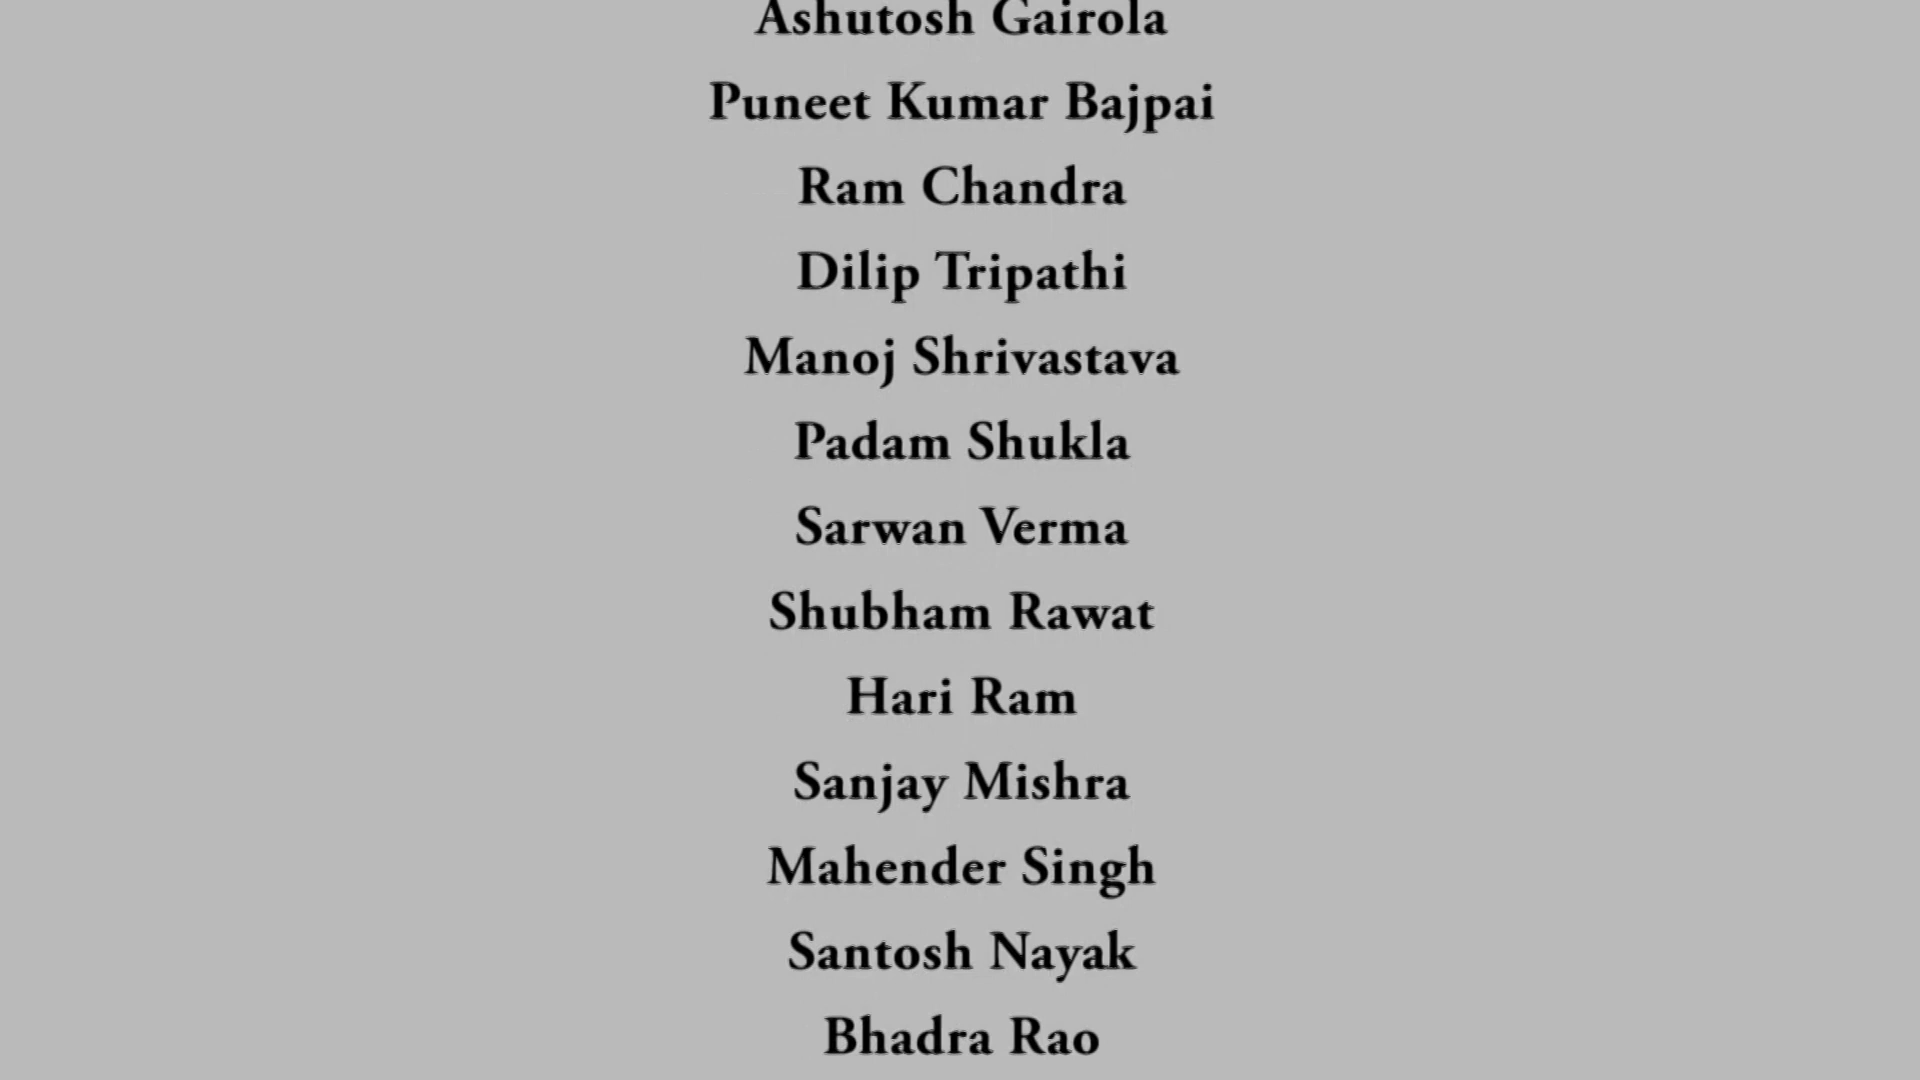 Ashutosh Gairola
Puneet Kumar Bajpai
Ram Chandra
Dilip Tripathi
Manoj Shrivastava
Padam Shukla
Sarwan Verma
Shubham Rawat
Hari Ram
Sanjay Mishra
Mahender Singh
Santosh Nayak
Bhadra Rao